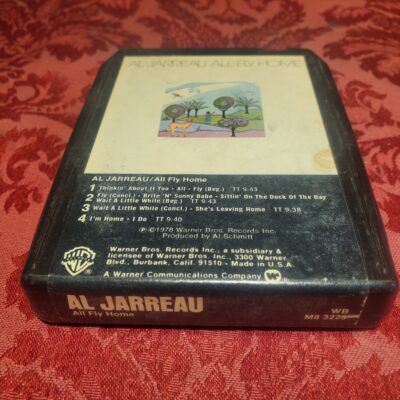 AL JARREAU ALL FLY HOME
AL JARREAU/All Fly Home
1 Thinkin' About It Too • All • Fly (Beg.) TT 9:43
2 Fly (Concl.) • Brite 'N' Sunny Babe • Sittin' On The Dock Of The Bay
Wait A Little While (Beg.) TT 9:43
3 Wait A Little While (Concl.) • She's Leaving Home TT 9:38
4 I'm Home • I Do TT 9:40
℗©1978 Warner Bros. Records Inc.
Produced by Al Schmitt
Warner Bros. Records Inc., a subsidiary &
licensee of Warner Bros. Inc., 3300 Warner
Blvd., Burbank, Calif. 91510 • Made in U.S.A.
A Warner Communications Company
WB
AL JARREAU
All Fly Home
WB
M8 3229